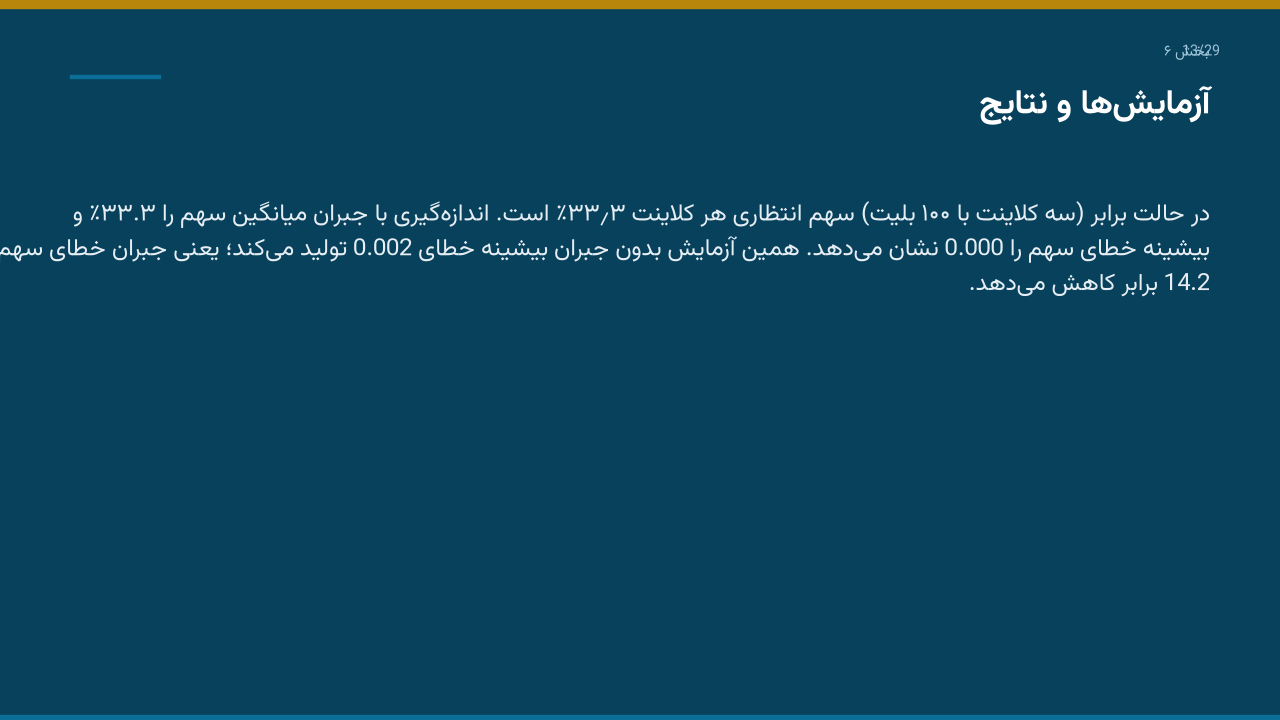 بخش ۶
13/29
آزمایش‌ها و نتایج
در حالت برابر (سه کلاینت با ۱۰۰ بلیت) سهم انتظاری هر کلاینت ۳۳٫۳٪ است. اندازه‌گیری با جبران میانگین سهم را ۳۳.۳٪ و
بیشینه خطای سهم را 0.000 نشان می‌دهد. همین آزمایش بدون جبران بیشینه خطای 0.002 تولید می‌کند؛ یعنی جبران خطای سهم
14.2 برابر کاهش می‌دهد.